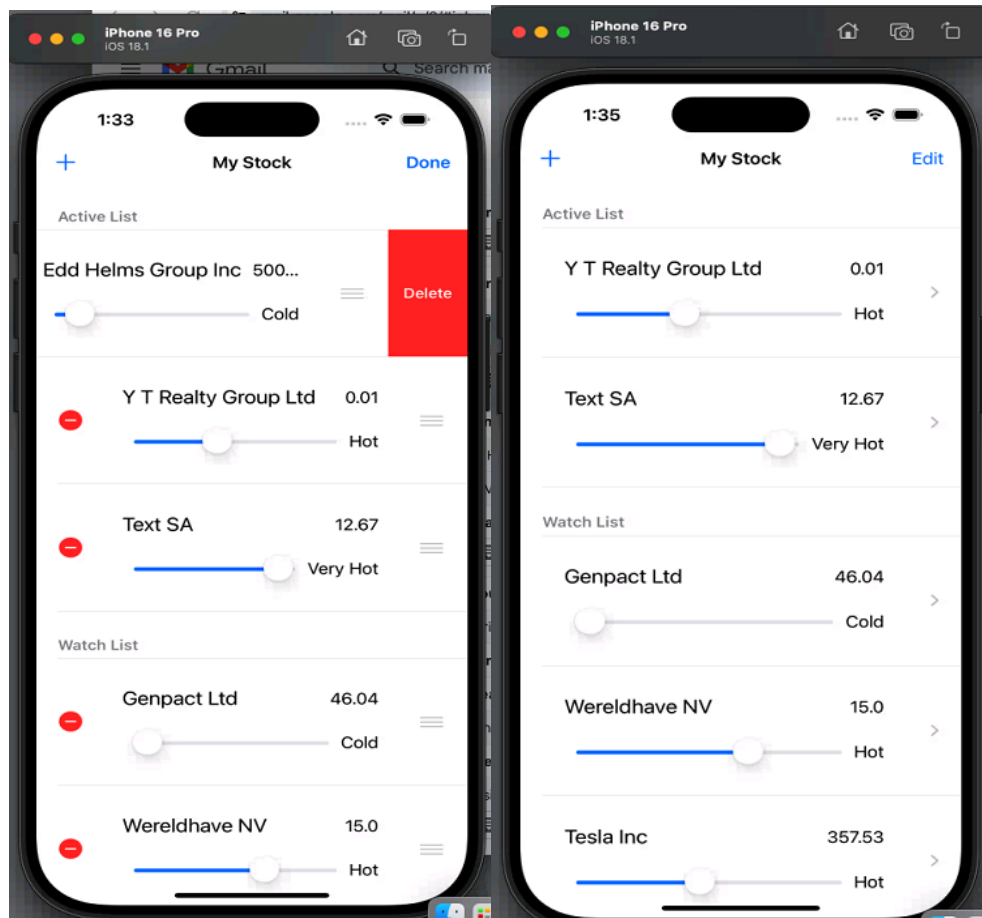 iPhone 16 Pro
iOS 18.1
Gmail
Search ma
1:33
My Stock
Done
Active List
Edd Helms Group Inc 500...
Cold
Delete
Y T Realty Group Ltd 0.01
Hot
Text SA 12.67
Very Hot
Watch List
Genpact Ltd 46.04
Cold
Wereldhave NV 15.0
Hot
iPhone 16 Pro
iOS 18.1
1:35
My Stock
Edit
Active List
Y T Realty Group Ltd 0.01
Hot
Text SA 12.67
Very Hot
Watch List
Genpact Ltd 46.04
Cold
Wereldhave NV 15.0
Hot
Tesla Inc 357.53
Hot